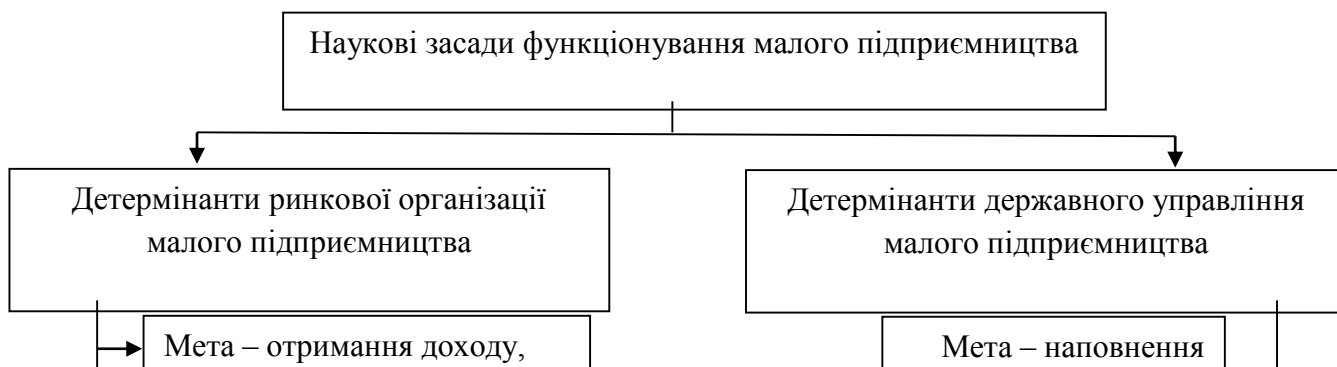 Наукові засади функціонування малого підприємництва
Детермінанти ринкової організації
малого підприємництва
Детермінанти державного управління
малого підприємництва
Мета – отримання доходу,
Мета – наповнення